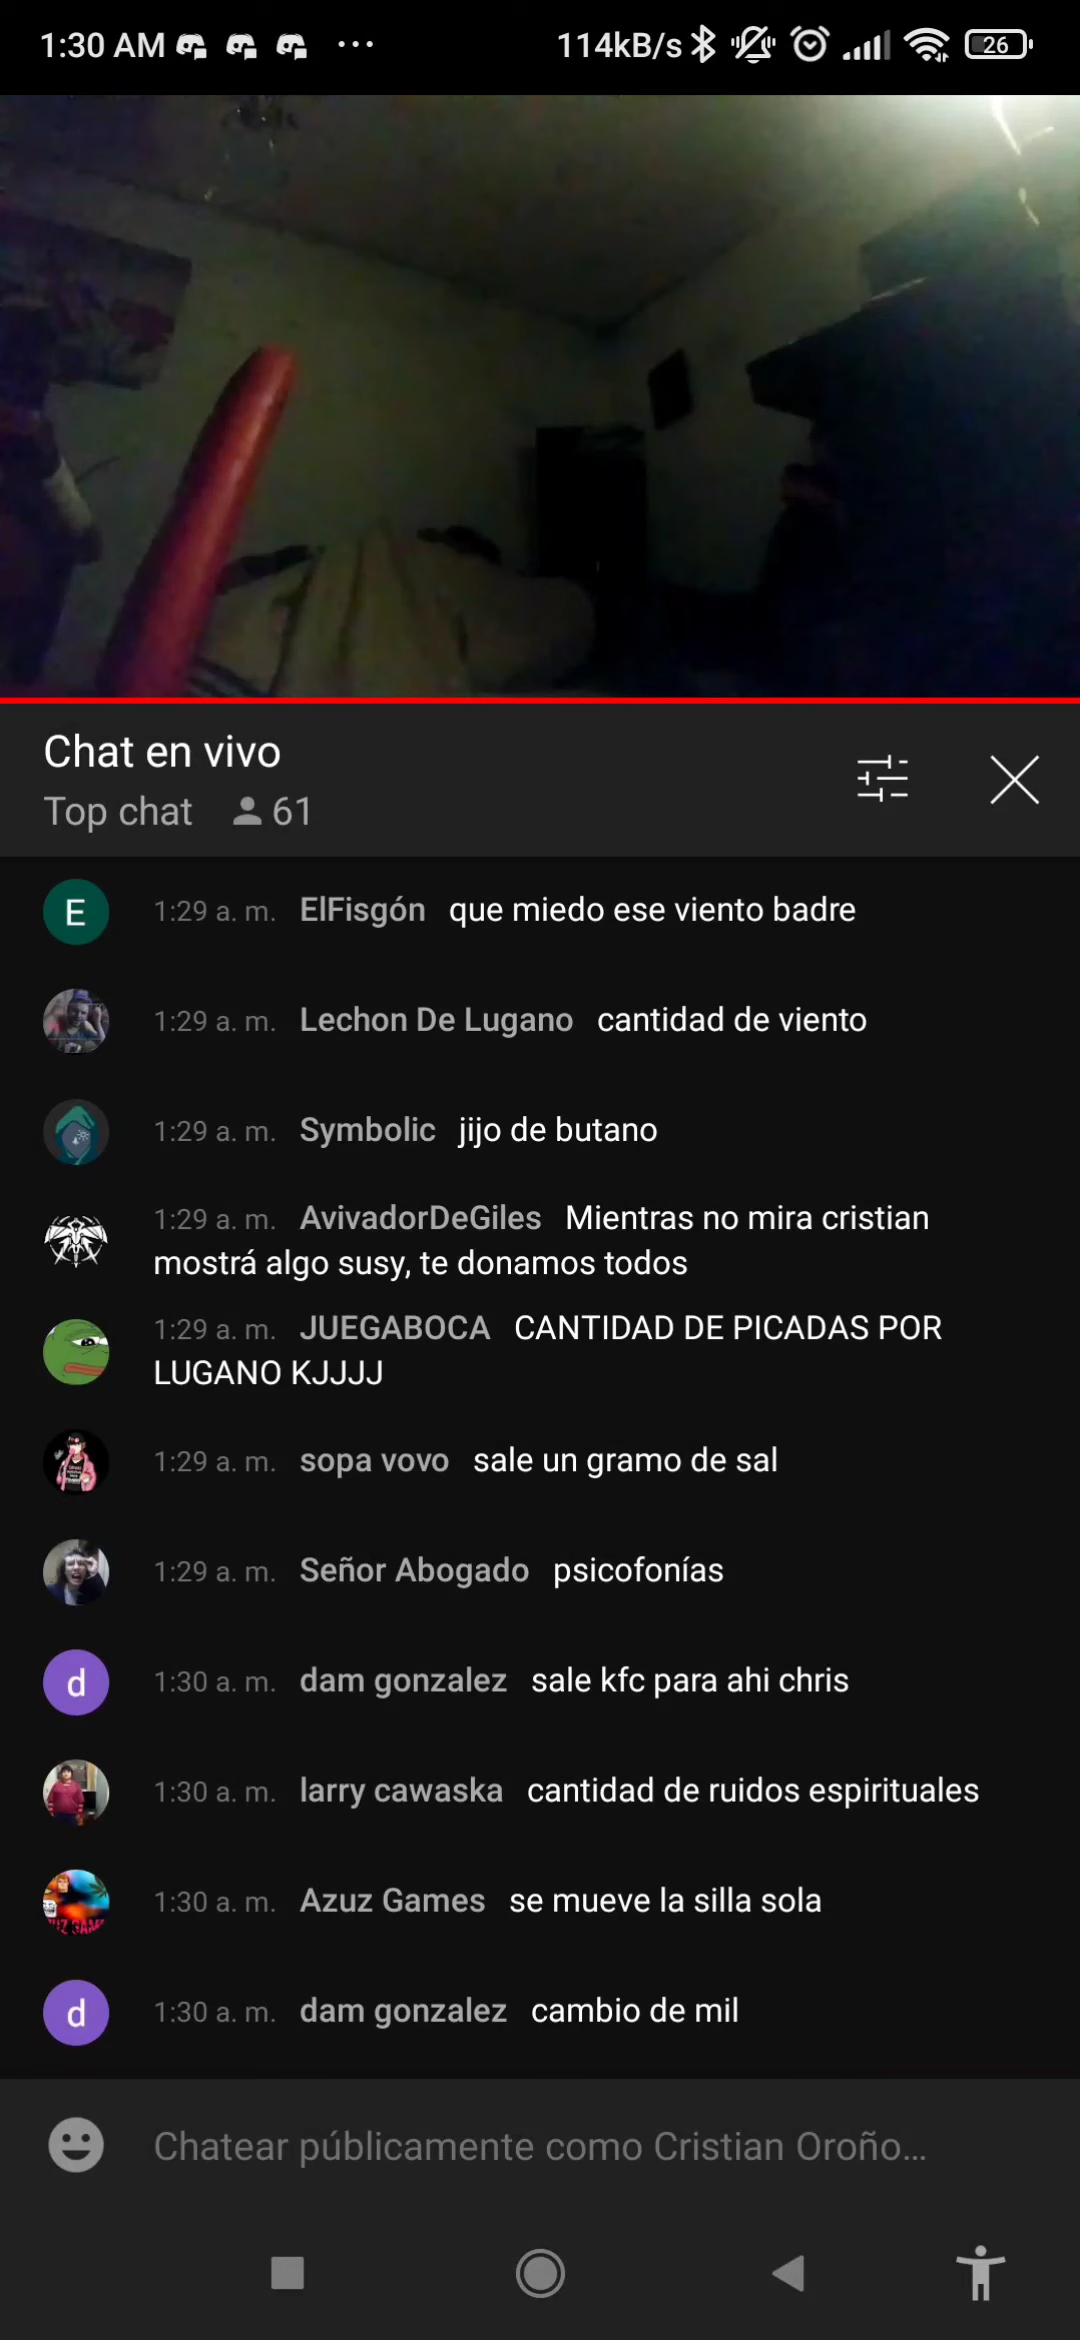 1:30 AM 114kB/s 26
Chat en vivo
Top chat 61
E 1:29 a. m. ElFisgón que miedo ese viento badre
1:29 a. m. Lechon De Lugano cantidad de viento
1:29 a. m. Symbolic jijo de butano
1:29 a. m. AvivadorDeGiles Mientras no mira cristian
mostrá algo susy, te donamos todos
1:29 a. m. JUEGABOCA CANTIDAD DE PICADAS POR
LUGANO KJJJJ
1:29 a. m. sopa vovo sale un gramo de sal
1:29 a. m. Señor Abogado psicofonías
d 1:30 a. m. dam gonzalez sale kfc para ahi chris
1:30 a. m. larry cawaska cantidad de ruidos espirituales
1:30 a. m. Azuz Games se mueve la silla sola
d 1:30 a. m. dam gonzalez cambio de mil
Chatear públicamente como Cristian Oroño...